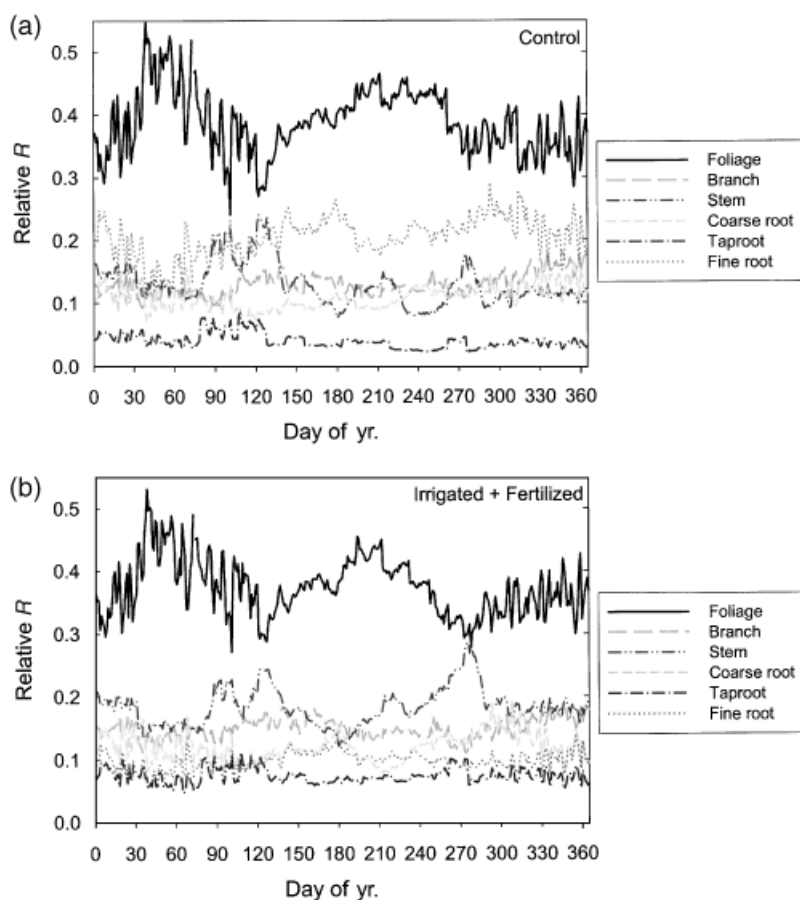 (a)
Control
0.5
0.4
0.3
0.2
0.1
0.0
Relative R
0 30 60 90 120 150 180 210 240 270 300 330 360
Day of yr.
Foliage
Branch
Stem
Coarse root
Taproot
Fine root
(b)
Irrigated + Fertilized
0.5
0.4
0.3
0.2
0.1
0.0
Relative R
0 30 60 90 120 150 180 210 240 270 300 330 360
Day of yr.
Foliage
Branch
Stem
Coarse root
Taproot
Fine root